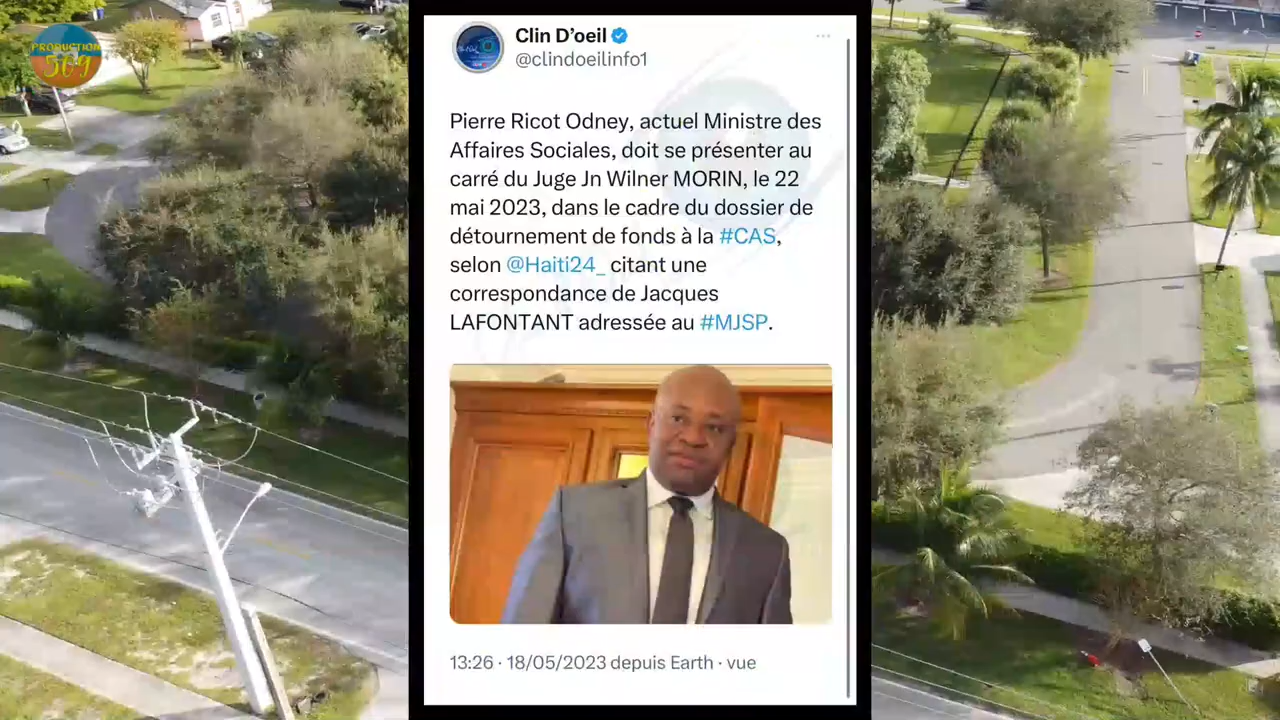 PRODUCTION
509
Clin D’oeil
@clindoeilinfo1
Pierre Ricot Odney, actuel Ministre des
Affaires Sociales, doit se présenter au
carré du Juge Jn Wilner MORIN, le 22
mai 2023, dans le cadre du dossier de
détournement de fonds à la #CAS,
selon @Haiti24_ citant une
correspondance de Jacques
LAFONTANT adressée au #MJSP.
13:26 · 18/05/2023 depuis Earth · vue